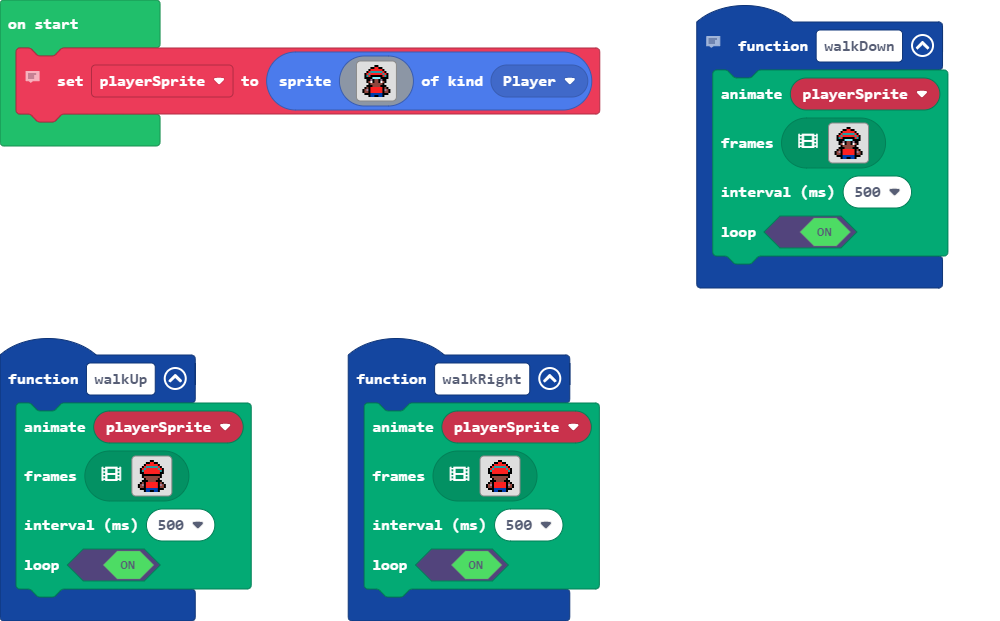 on start
set playerSprite to sprite of kind Player
function walkDown
animate playerSprite
frames
interval (ms) 500
loop ON
function walkUp
animate playerSprite
frames
interval (ms) 500
loop ON
function walkRight
animate playerSprite
frames
interval (ms) 500
loop ON